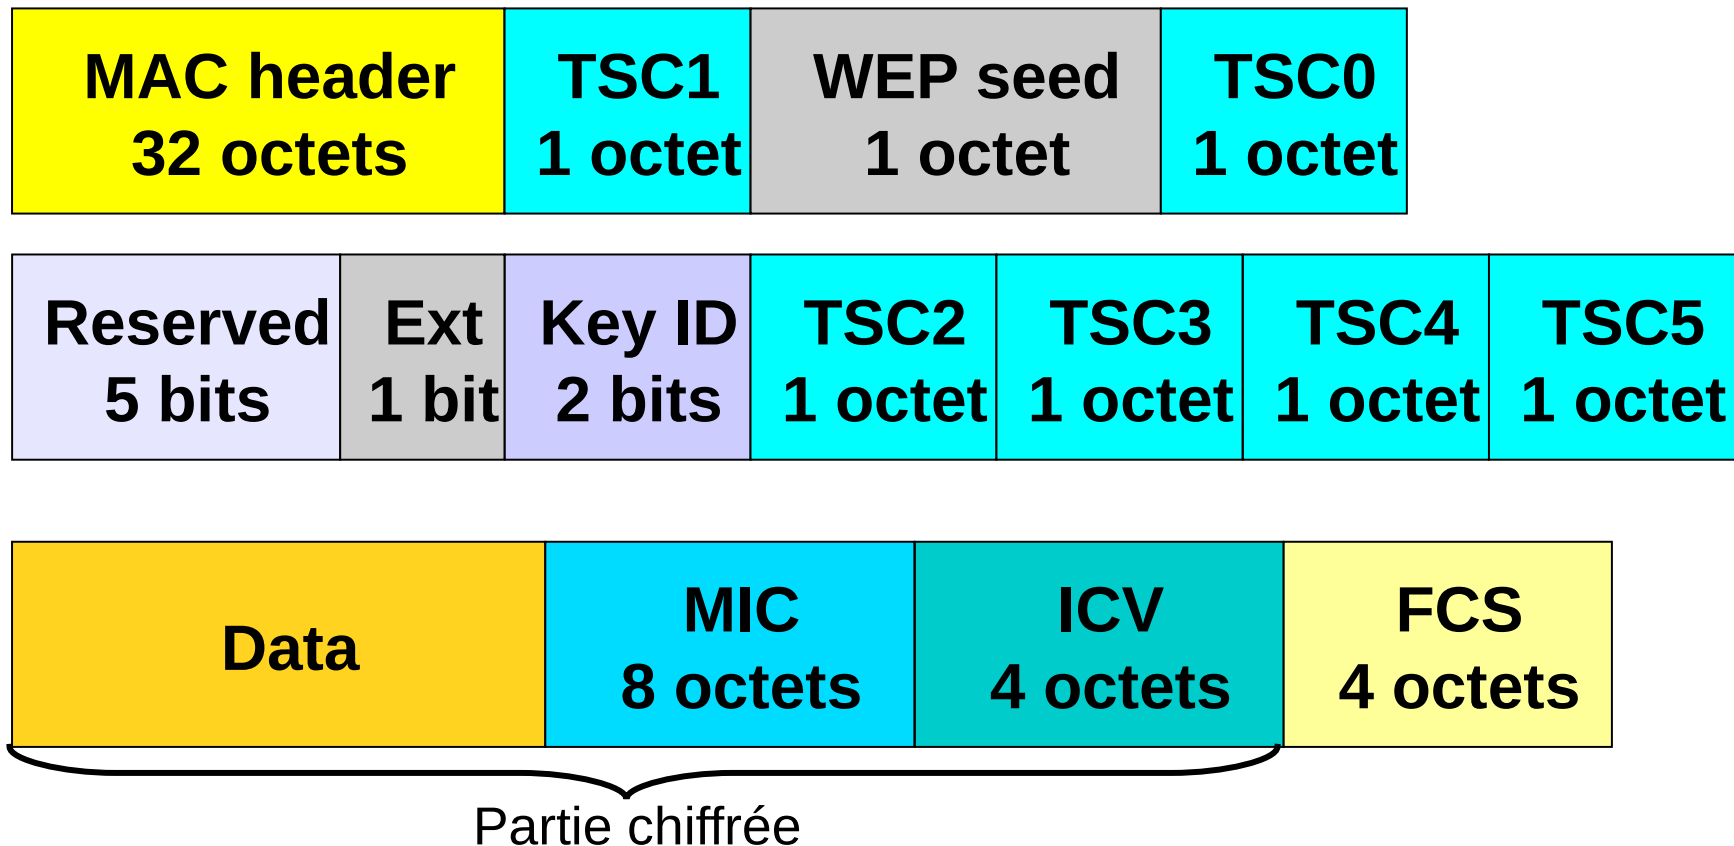 MAC header
32 octets
TSC1
1 octet
WEP seed
1 octet
TSC0
1 octet
Reserved
5 bits
Ext
1 bit
Key ID
2 bits
TSC2
1 octet
TSC3
1 octet
TSC4
1 octet
TSC5
1 octet
Data
MIC
8 octets
ICV
4 octets
FCS
4 octets
Partie chiffrée